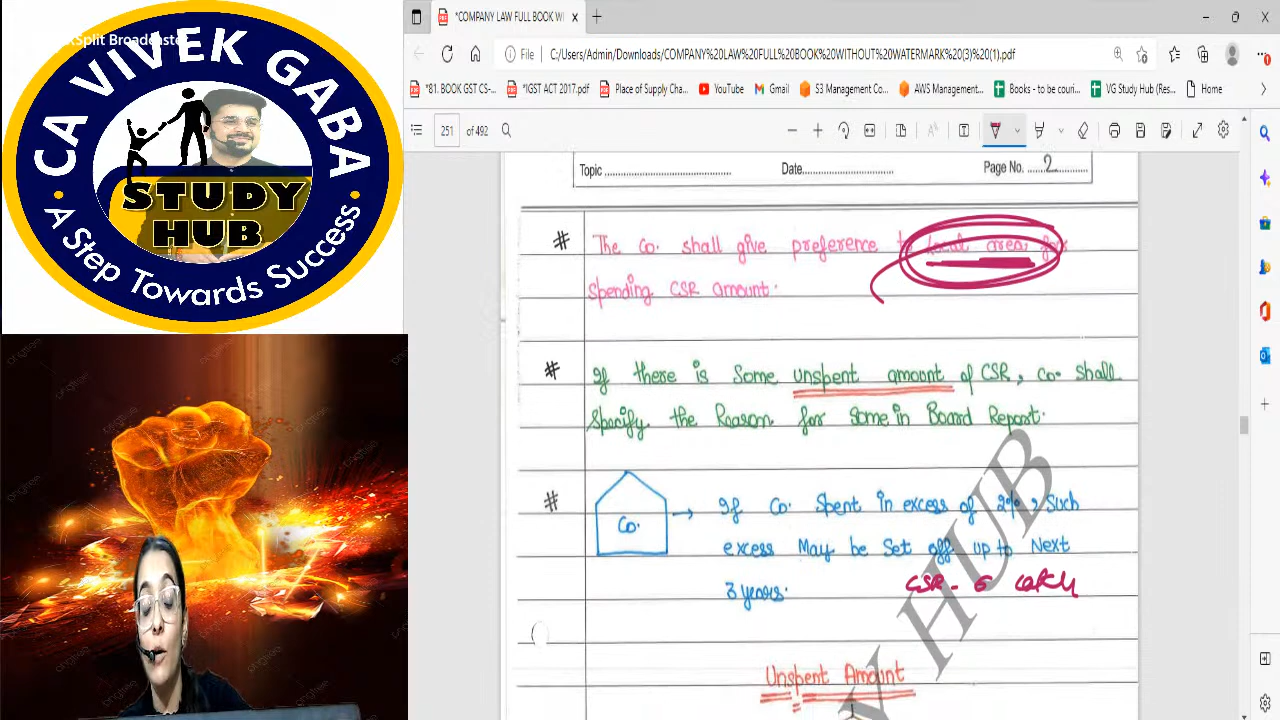 XSplit Broadcaster
CA VIVEK GABA
STUDY
HUB
A Step Towards Success
*COMPANY LAW FULL BOOK WI
File C:/Users/Admin/Downloads/COMPANY%20LAW%20FULL%20BOOK%20WITHOUT%20WATERMARK%20(3)%20(1).pdf
*81. BOOK GST CS-... *IGST ACT 2017.pdf Place of Supply.Cha... YouTube Gmail S3 Management Co... AWS Management... Books - to be couri... VG Study Hub (Res... Home
251 of 492
Topic Date Page No. 2
# The Co. shall give preference to local area for
spending CSR amount.
# If there is Some unspent amount of CSR, Co. shall
specify the Reason for Some in Board Report.
# Co. → If Co. Spent in excess of 2%, Such
excess May be Set off up to Next
3 years. CSR -
Y HUB
Unspent Amount